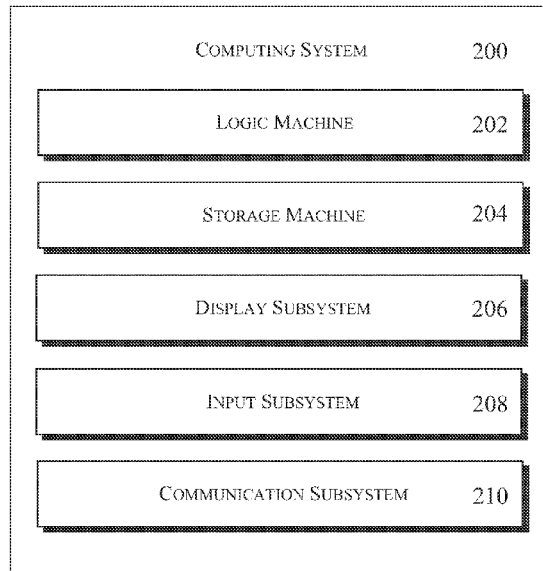 COMPUTING SYSTEM 200
LOGIC MACHINE 202
STORAGE MACHINE 204
DISPLAY SUBSYSTEM 206
INPUT SUBSYSTEM 208
COMMUNICATION SUBSYSTEM 210